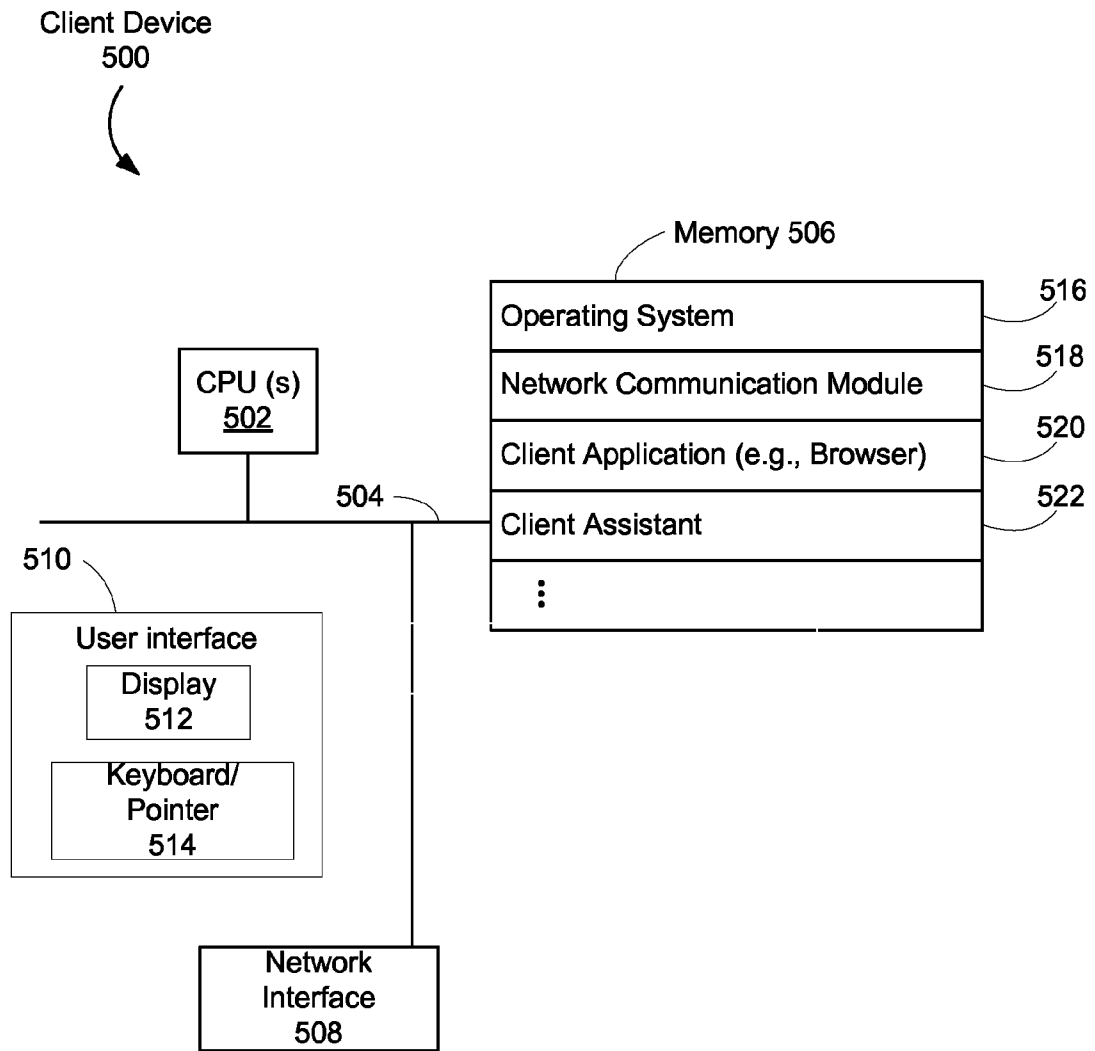 Client Device
500
Memory 506
Operating System
516
Network Communication Module
518
Client Application (e.g., Browser)
520
Client Assistant
522
⋮
CPU (s)
502
504
510
User interface
Display
512
Keyboard/
Pointer
514
Network
Interface
508